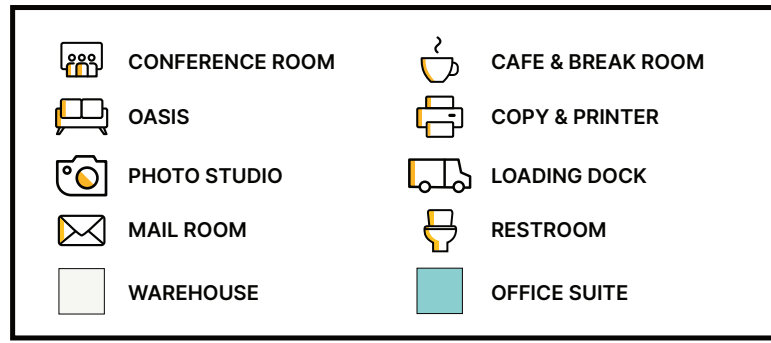 CONFERENCE ROOM
CAFE & BREAK ROOM
OASIS
COPY & PRINTER
PHOTO STUDIO
LOADING DOCK
MAIL ROOM
RESTROOM
WAREHOUSE
OFFICE SUITE